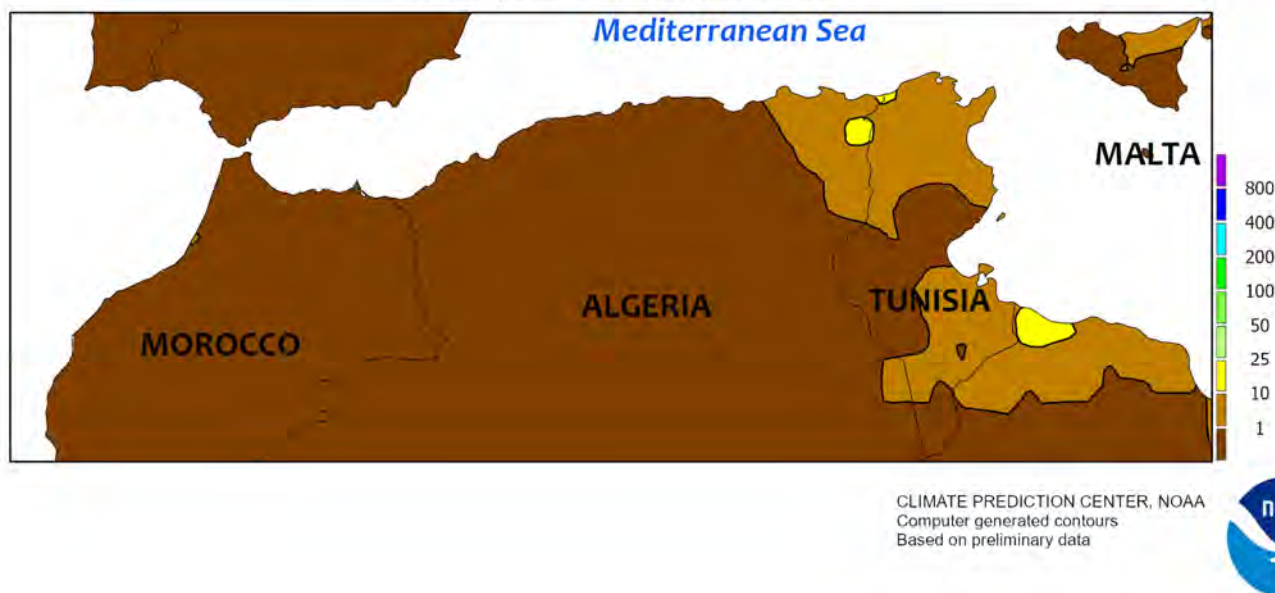 Mediterranean Sea
MALTA
800
400
200
100
50
25
10
1
ALGERIA
TUNISIA
MOROCCO
CLIMATE PREDICTION CENTER, NOAA
Computer generated contours
Based on preliminary data